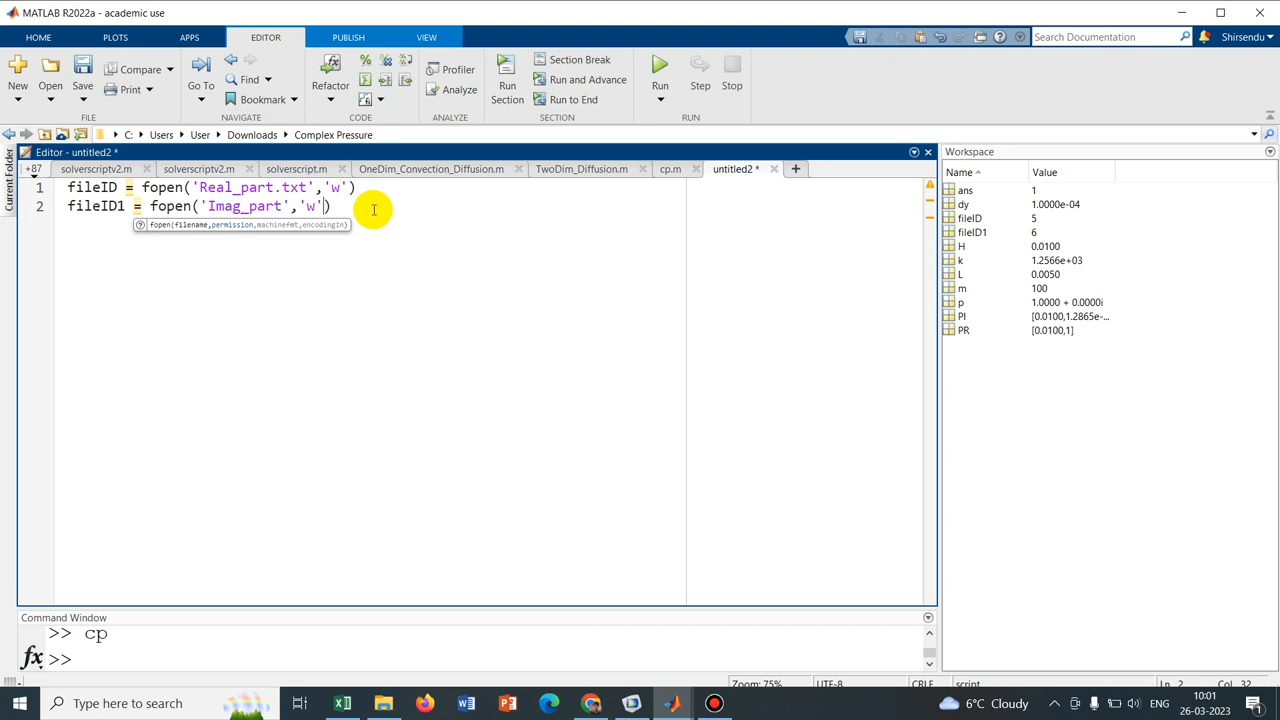 MATLAB R2022a - academic use
HOME PLOTS APPS EDITOR PUBLISH VIEW Search Documentation Shirsendu
New Open Save Compare Print Go To Find Bookmark Refactor Profiler Analyze Run Section Section Break Run and Advance Run to End Run Step Stop
FILE NAVIGATE CODE ANALYZE SECTION RUN
C: Users User Downloads Complex Pressure
Current Folder
Editor - untitled2 *
Workspace
+87 solverscriptv2.m solverscriptv2.m solverscript.m OneDim_Convection_Diffusion.m TwoDim_Diffusion.m cp.m untitled2 *
Name Value
1 fileID = fopen('Real_part.txt','w')
2 fileID1 = fopen('Imag_part','w')
fopen(filename,permission,machinefmt,encodingIn)
ans 1
dy 1.0000e-04
fileID 5
fileID1 6
H 0.0100
k 1.2566e+03
L 0.0050
m 100
p 1.0000 + 0.0000i
PI [0.0100,1.2865e-...
PR [0.0100,1]
Command Window
>> cp
fx >>
Zoom: 75% UTF-8 CRLF script Ln 2 Col 32
Type here to search
6°C Cloudy ENG 10:01 26-03-2023